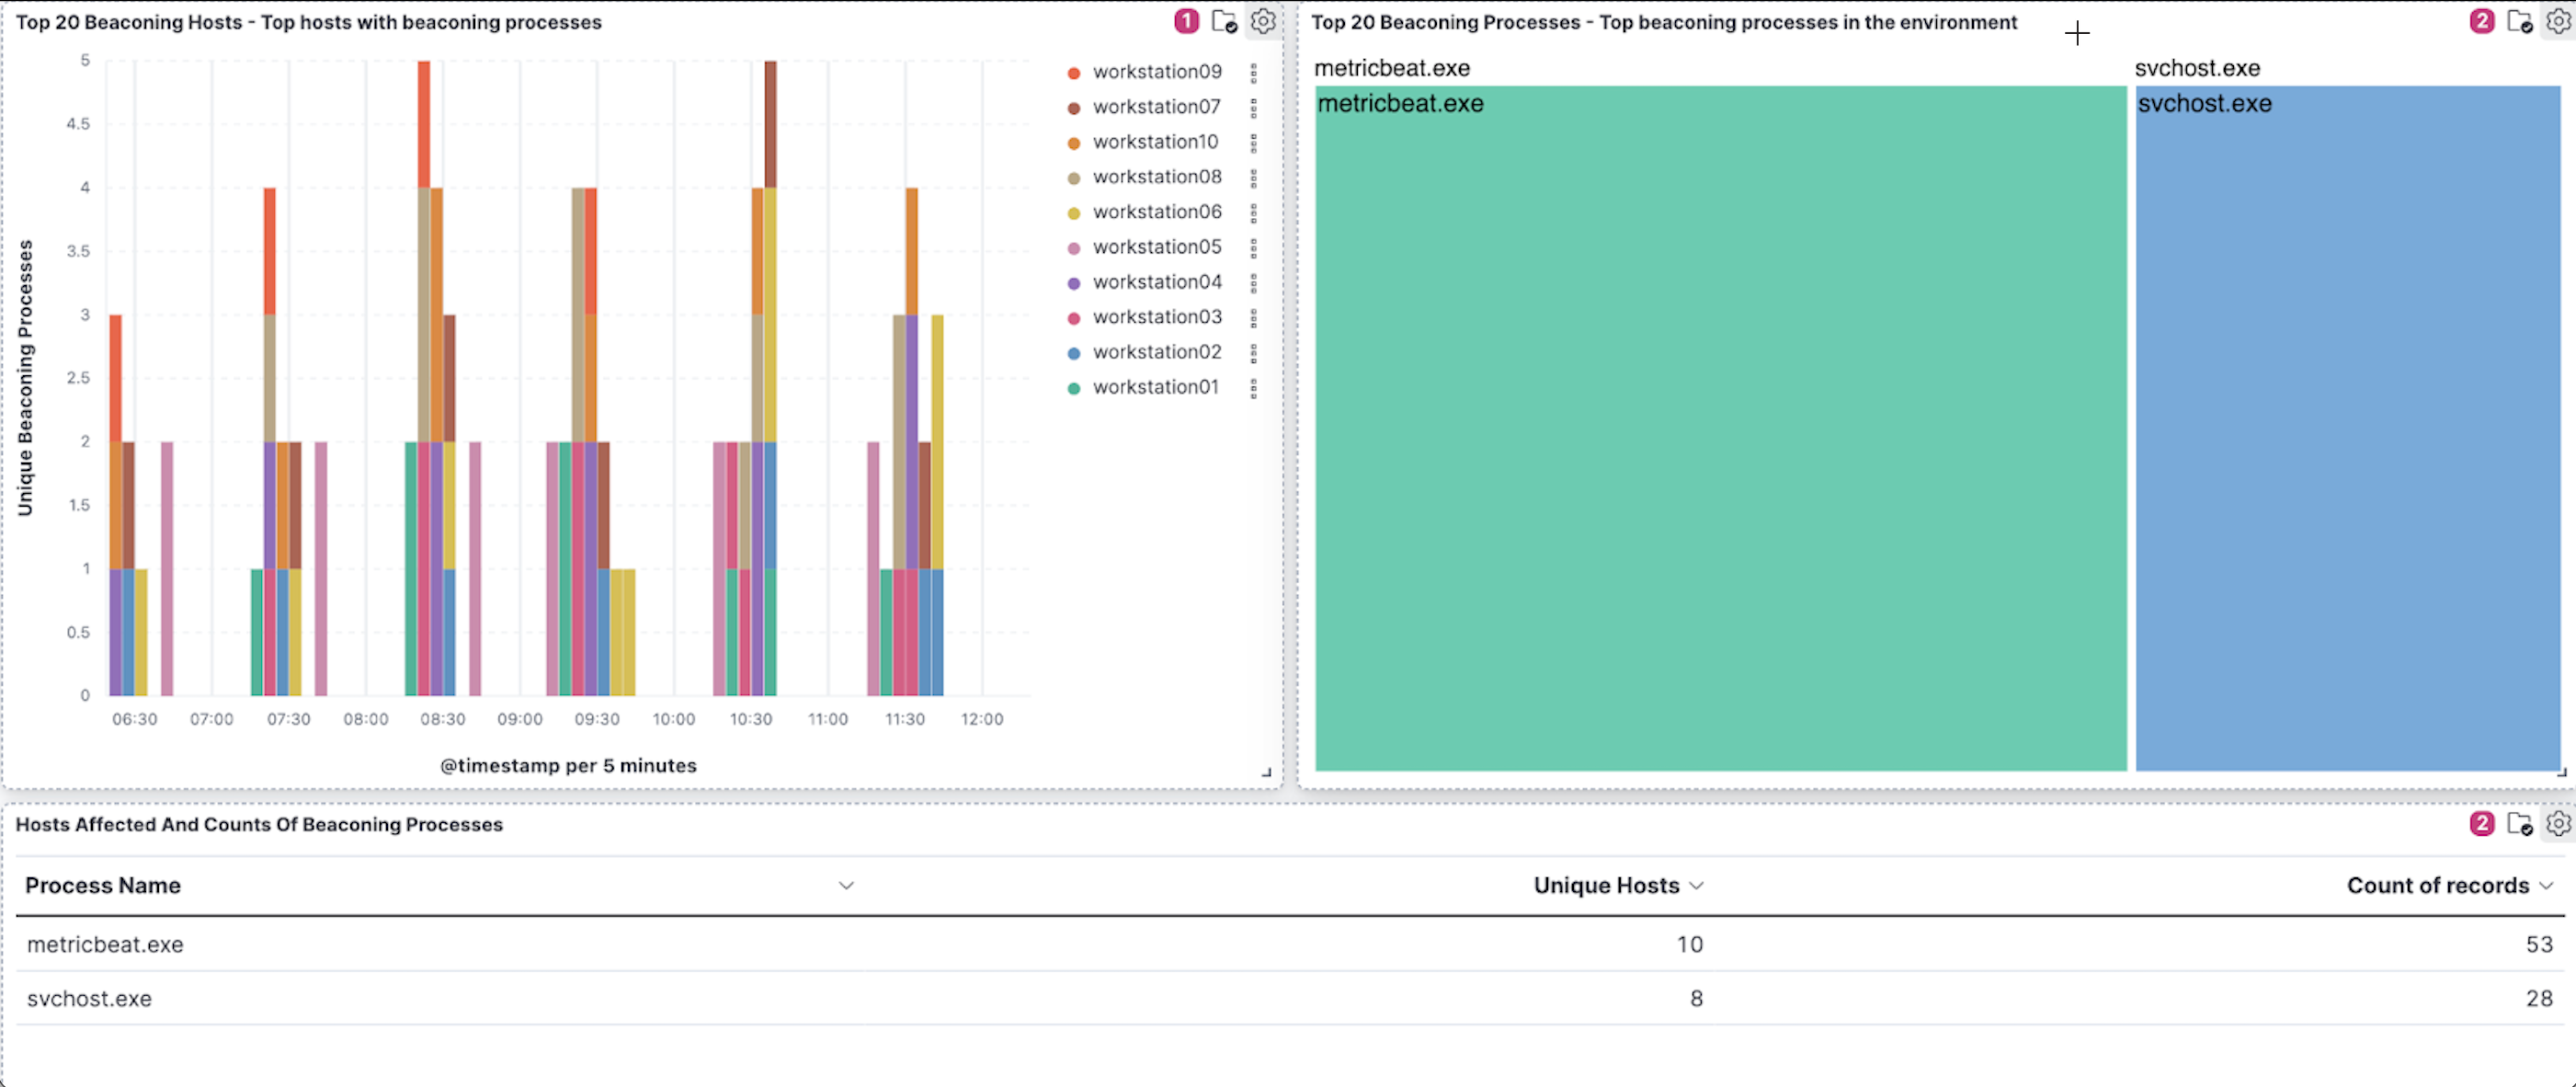 Top 20 Beaconing Hosts - Top hosts with beaconing processes
1
Unique Beaconing Processes
5
4.5
4
3.5
3
2.5
2
1.5
1
0.5
0
06:30 07:00 07:30 08:00 08:30 09:00 09:30 10:00 10:30 11:00 11:30 12:00
@timestamp per 5 minutes
workstation09
workstation07
workstation10
workstation08
workstation06
workstation05
workstation04
workstation03
workstation02
workstation01
Top 20 Beaconing Processes - Top beaconing processes in the environment
2
metricbeat.exe
metricbeat.exe
svchost.exe
svchost.exe
Hosts Affected And Counts Of Beaconing Processes
2
Process Name Unique Hosts Count of records
metricbeat.exe 10 53
svchost.exe 8 28